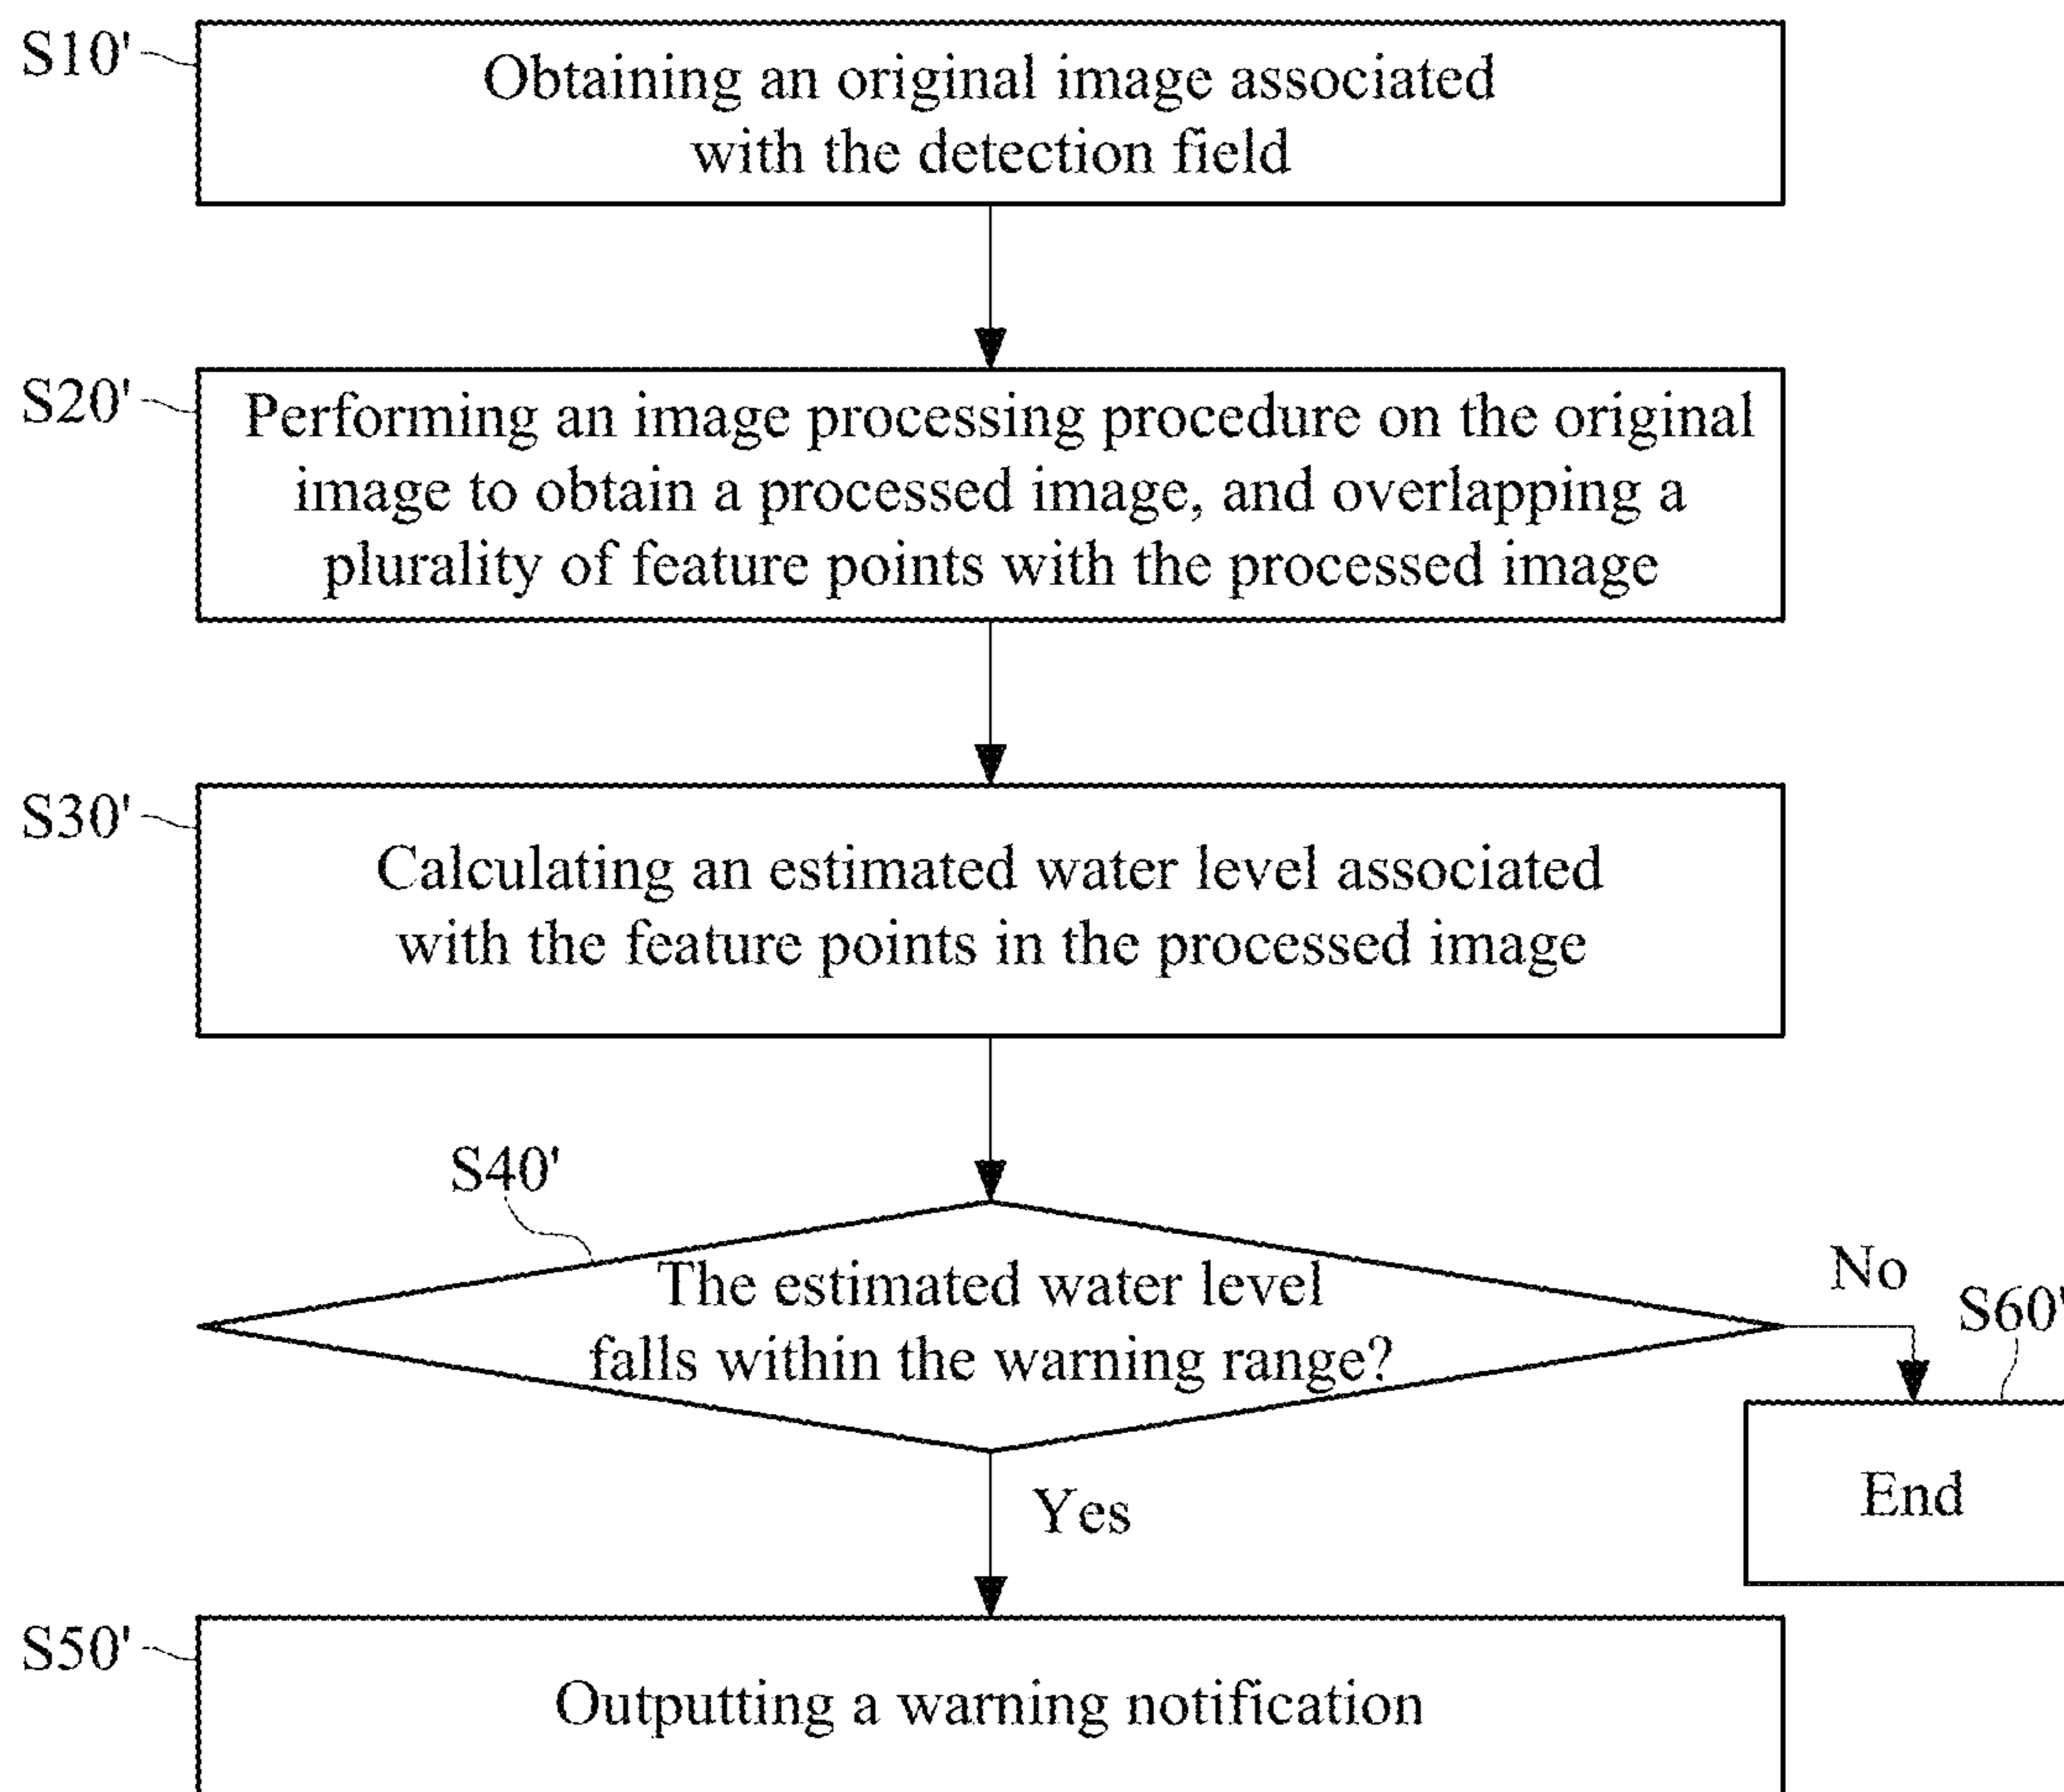 S10'
Obtaining an original image associated
with the detection field
S20'
Performing an image processing procedure on the original
image to obtain a processed image, and overlapping a
plurality of feature points with the processed image
S30'
Calculating an estimated water level associated
with the feature points in the processed image
S40'
The estimated water level
falls within the warning range?
No
S60'
End
Yes
S50'
Outputting a warning notification